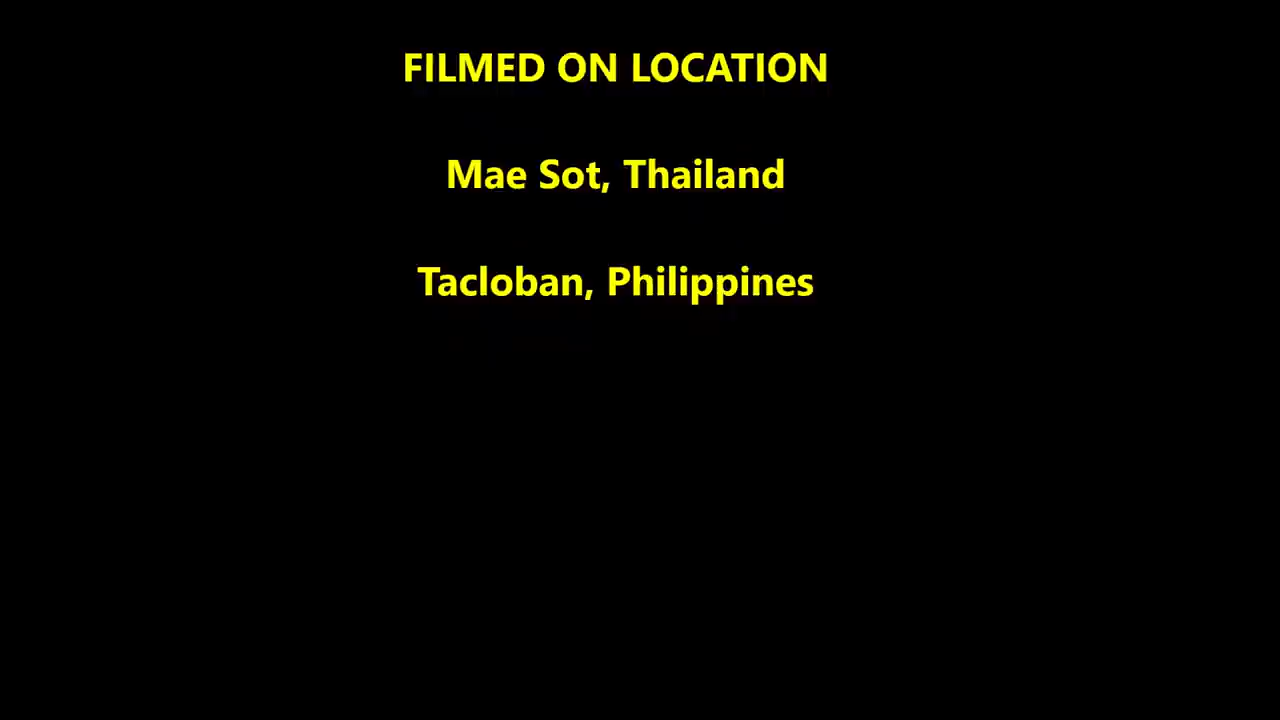 FILMED ON LOCATION
Mae Sot, Thailand
Tacloban, Philippines